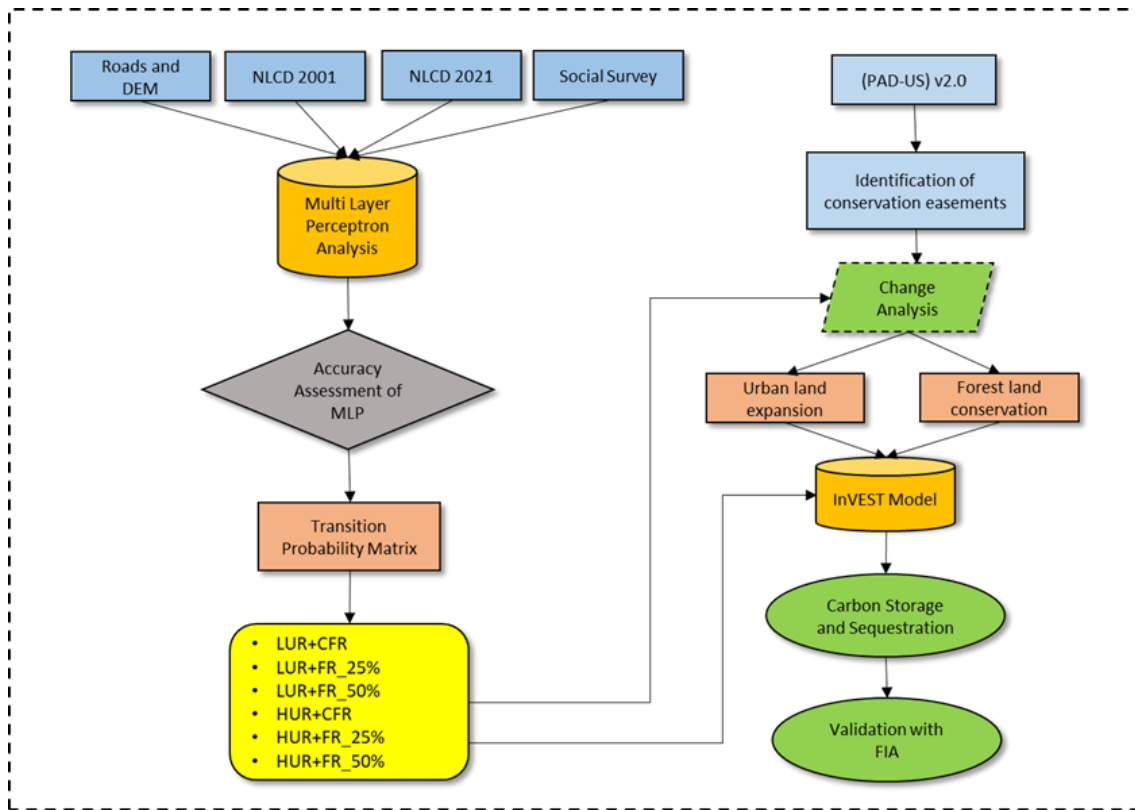 Roads and
DEM
NLCD 2001
NLCD 2021
Social Survey
(PAD-US) v2.0
Multi Layer
Perceptron
Analysis
Identification of
conservation easements
Change
Analysis
Accuracy
Assessment of
MLP
Urban land
expansion
Forest land
conservation
InVEST Model
Transition
Probability Matrix
Carbon Storage
and Sequestration
• LUR+CFR
• LUR+FR_25%
• LUR+FR_50%
• HUR+CFR
• HUR+FR_25%
• HUR+FR_50%
Validation with
FIA